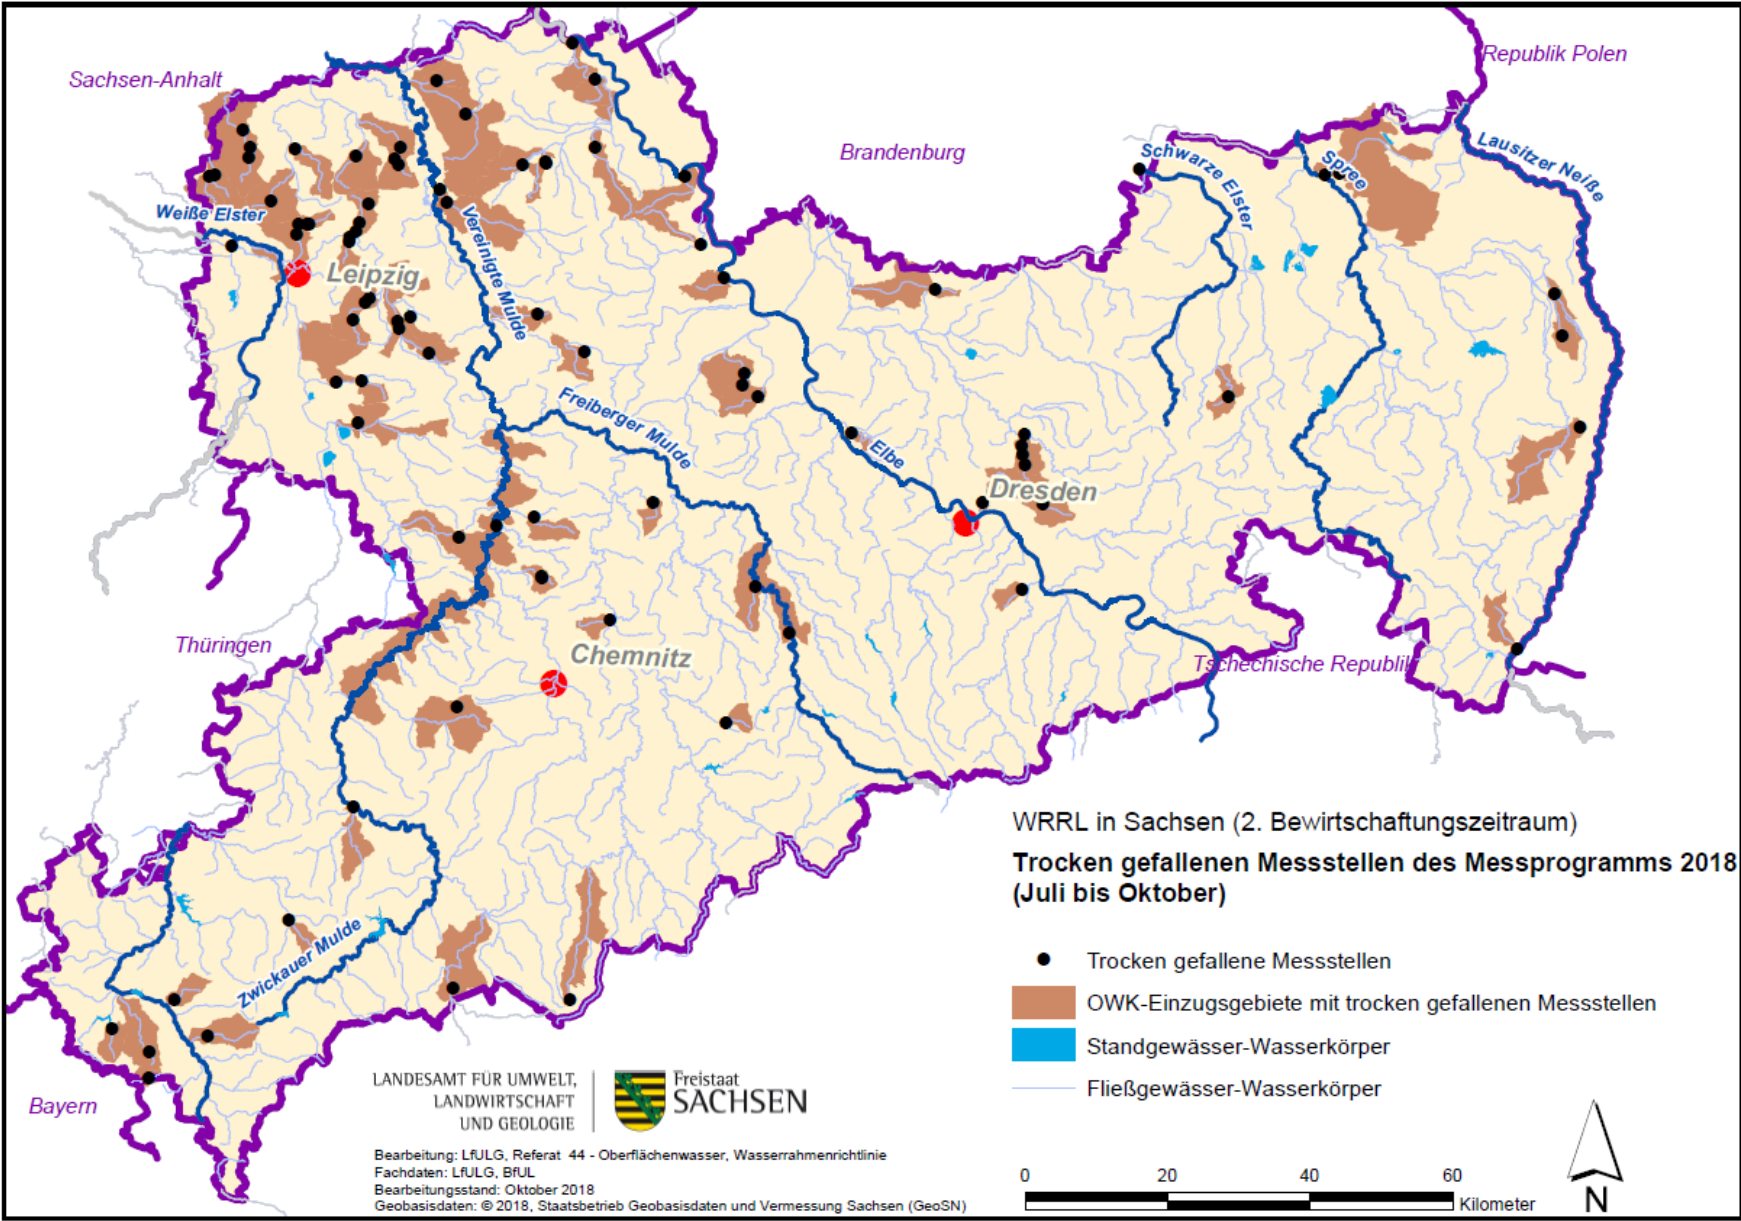 Republik Polen
Sachsen-Anhalt
Brandenburg
Lausitzer Neiße
Schwarze Elster
Spree
Weiße Elster
Vereinigte Mulde
Leipzig
Freiberger Mulde
Elbe
Dresden
Thüringen
Chemnitz
Tschechische Republik
Zwickauer Mulde
Bayern
WRRL in Sachsen (2. Bewirtschaftungszeitraum)
Trocken gefallenen Messstellen des Messprogramms 2018
(Juli bis Oktober)
Trocken gefallene Messstellen
OWK-Einzugsgebiete mit trocken gefallenen Messstellen
Standgewässer-Wasserkörper
Fließgewässer-Wasserkörper
LANDESAMT FÜR UMWELT,
LANDWIRTSCHAFT
UND GEOLOGIE
Freistaat
SACHSEN
Bearbeitung: LfULG, Referat 44 - Oberflächenwasser, Wasserrahmenrichtlinie
Fachdaten: LfULG, BfUL
Bearbeitungsstand: Oktober 2018
Geobasisdaten: © 2018, Staatsbetrieb Geobasisdaten und Vermessung Sachsen (GeoSN)
0 20 40 60
Kilometer
N